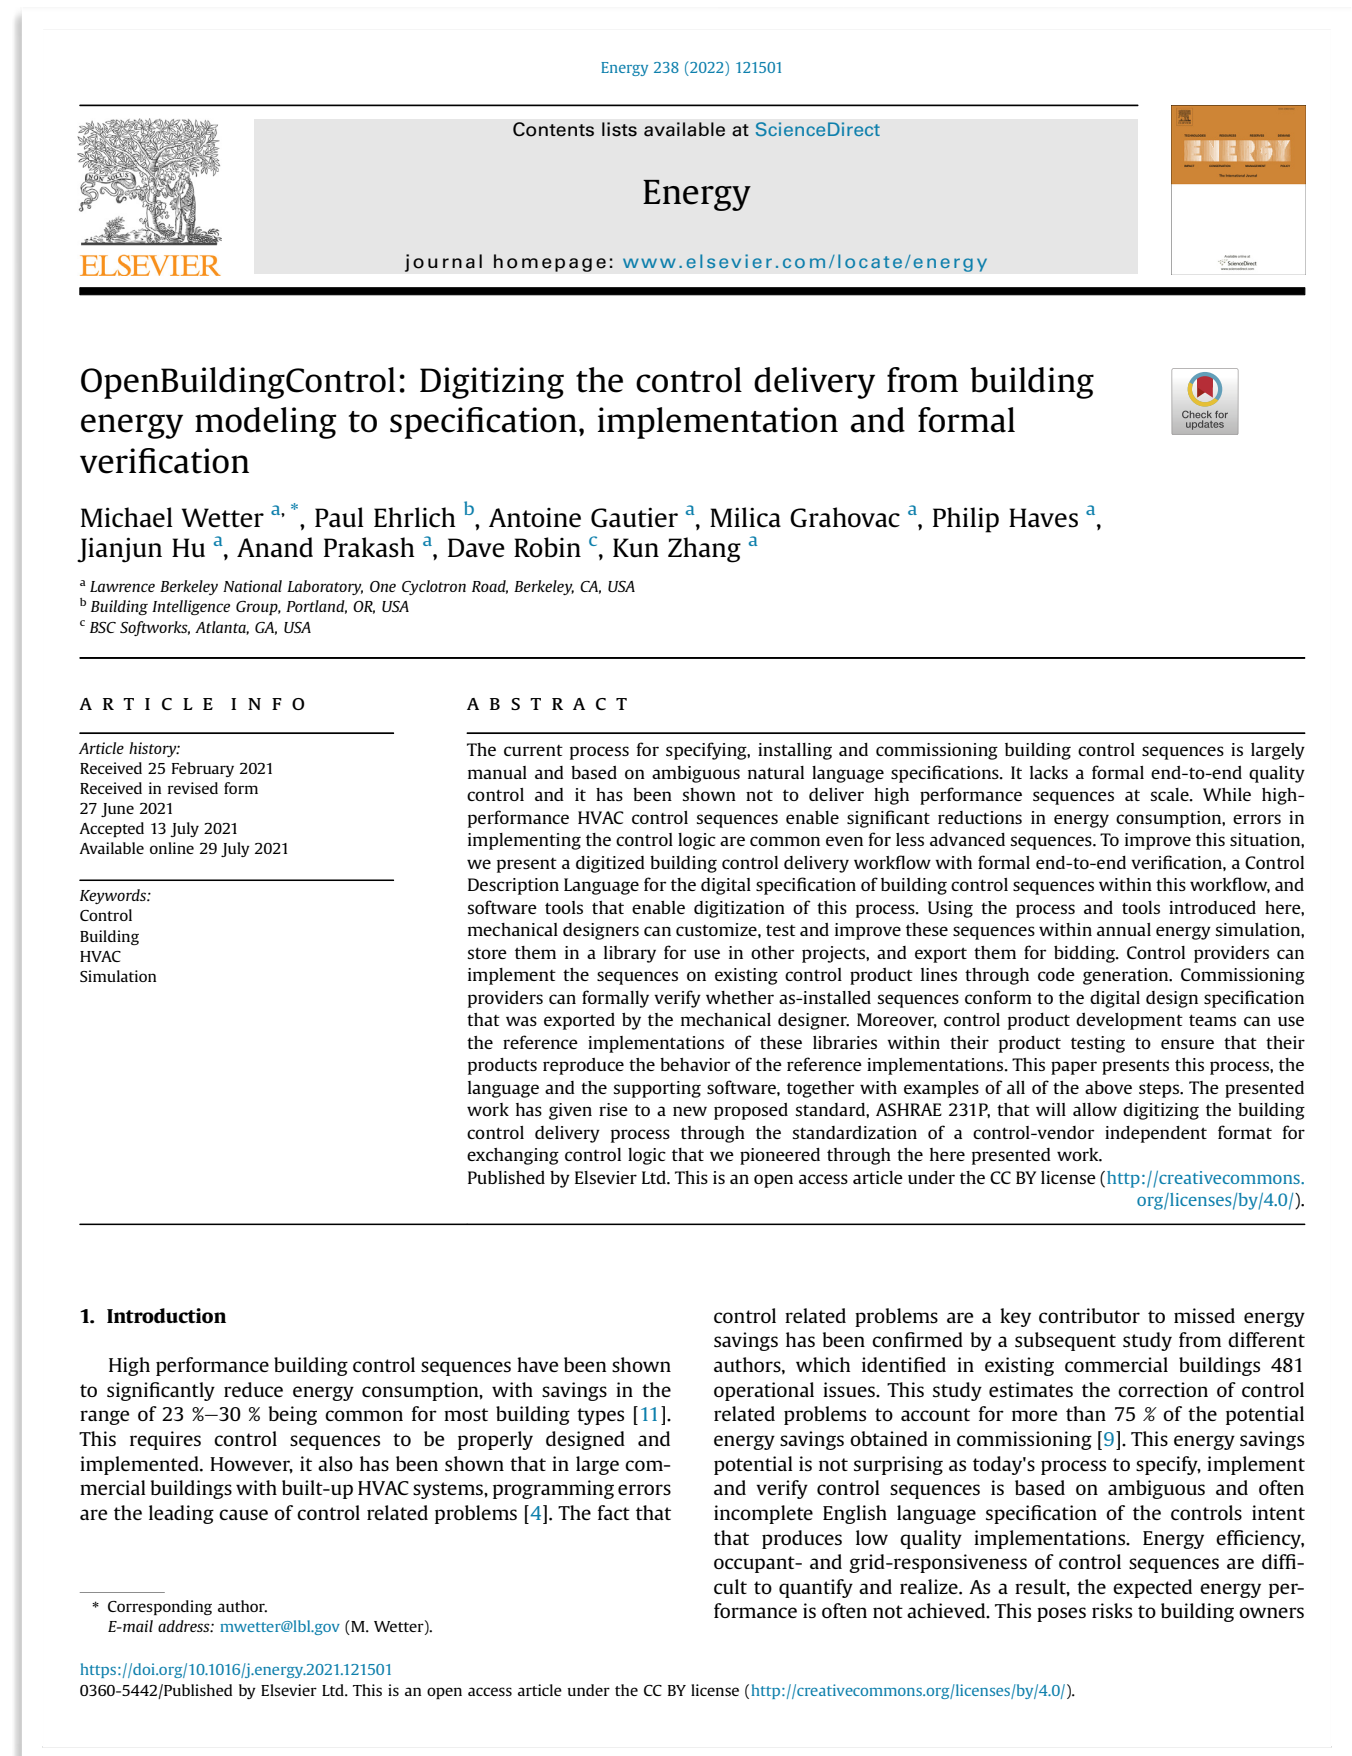 Energy 238 (2022) 121501
Contents lists available at ScienceDirect
Energy
journal homepage: www.elsevier.com/locate/energy
NON SOLUS
ELSEVIER
ENERGY
The International Journal
Available online at
ScienceDirect
www.sciencedirect.com
OpenBuildingControl: Digitizing the control delivery from building
energy modeling to specification, implementation and formal
verification
Check for
updates
Michael Wetter a, *, Paul Ehrlich b, Antoine Gautier a, Milica Grahovac a, Philip Haves a,
Jianjun Hu a, Anand Prakash a, Dave Robin c, Kun Zhang a
a Lawrence Berkeley National Laboratory, One Cyclotron Road, Berkeley, CA, USA
b Building Intelligence Group, Portland, OR, USA
c BSC Softworks, Atlanta, GA, USA
ARTICLE INFO
Article history:
Received 25 February 2021
Received in revised form
27 June 2021
Accepted 13 July 2021
Available online 29 July 2021
Keywords:
Control
Building
HVAC
Simulation
ABSTRACT
The current process for specifying, installing and commissioning building control sequences is largely
manual and based on ambiguous natural language specifications. It lacks a formal end-to-end quality
control and it has been shown not to deliver high performance sequences at scale. While high-
performance HVAC control sequences enable significant reductions in energy consumption, errors in
implementing the control logic are common even for less advanced sequences. To improve this situation,
we present a digitized building control delivery workflow with formal end-to-end verification, a Control
Description Language for the digital specification of building control sequences within this workflow, and
software tools that enable digitization of this process. Using the process and tools introduced here,
mechanical designers can customize, test and improve these sequences within annual energy simulation,
store them in a library for use in other projects, and export them for bidding. Control providers can
implement the sequences on existing control product lines through code generation. Commissioning
providers can formally verify whether as-installed sequences conform to the digital design specification
that was exported by the mechanical designer. Moreover, control product development teams can use
the reference implementations of these libraries within their product testing to ensure that their
products reproduce the behavior of the reference implementations. This paper presents this process, the
language and the supporting software, together with examples of all of the above steps. The presented
work has given rise to a new proposed standard, ASHRAE 231P, that will allow digitizing the building
control delivery process through the standardization of a control-vendor independent format for
exchanging control logic that we pioneered through the here presented work.
Published by Elsevier Ltd. This is an open access article under the CC BY license (http://creativecommons.
org/licenses/by/4.0/).
1. Introduction
High performance building control sequences have been shown
to significantly reduce energy consumption, with savings in the
range of 23 %–30 % being common for most building types [11].
This requires control sequences to be properly designed and
implemented. However, it also has been shown that in large com-
mercial buildings with built-up HVAC systems, programming errors
are the leading cause of control related problems [4]. The fact that
control related problems are a key contributor to missed energy
savings has been confirmed by a subsequent study from different
authors, which identified in existing commercial buildings 481
operational issues. This study estimates the correction of control
related problems to account for more than 75 % of the potential
energy savings obtained in commissioning [9]. This energy savings
potential is not surprising as today's process to specify, implement
and verify control sequences is based on ambiguous and often
incomplete English language specification of the controls intent
that produces low quality implementations. Energy efficiency,
occupant- and grid-responsiveness of control sequences are diffi-
cult to quantify and realize. As a result, the expected energy per-
formance is often not achieved. This poses risks to building owners
* Corresponding author.
E-mail address: mwetter@lbl.gov (M. Wetter).
https://doi.org/10.1016/j.energy.2021.121501
0360-5442/Published by Elsevier Ltd. This is an open access article under the CC BY license (http://creativecommons.org/licenses/by/4.0/).